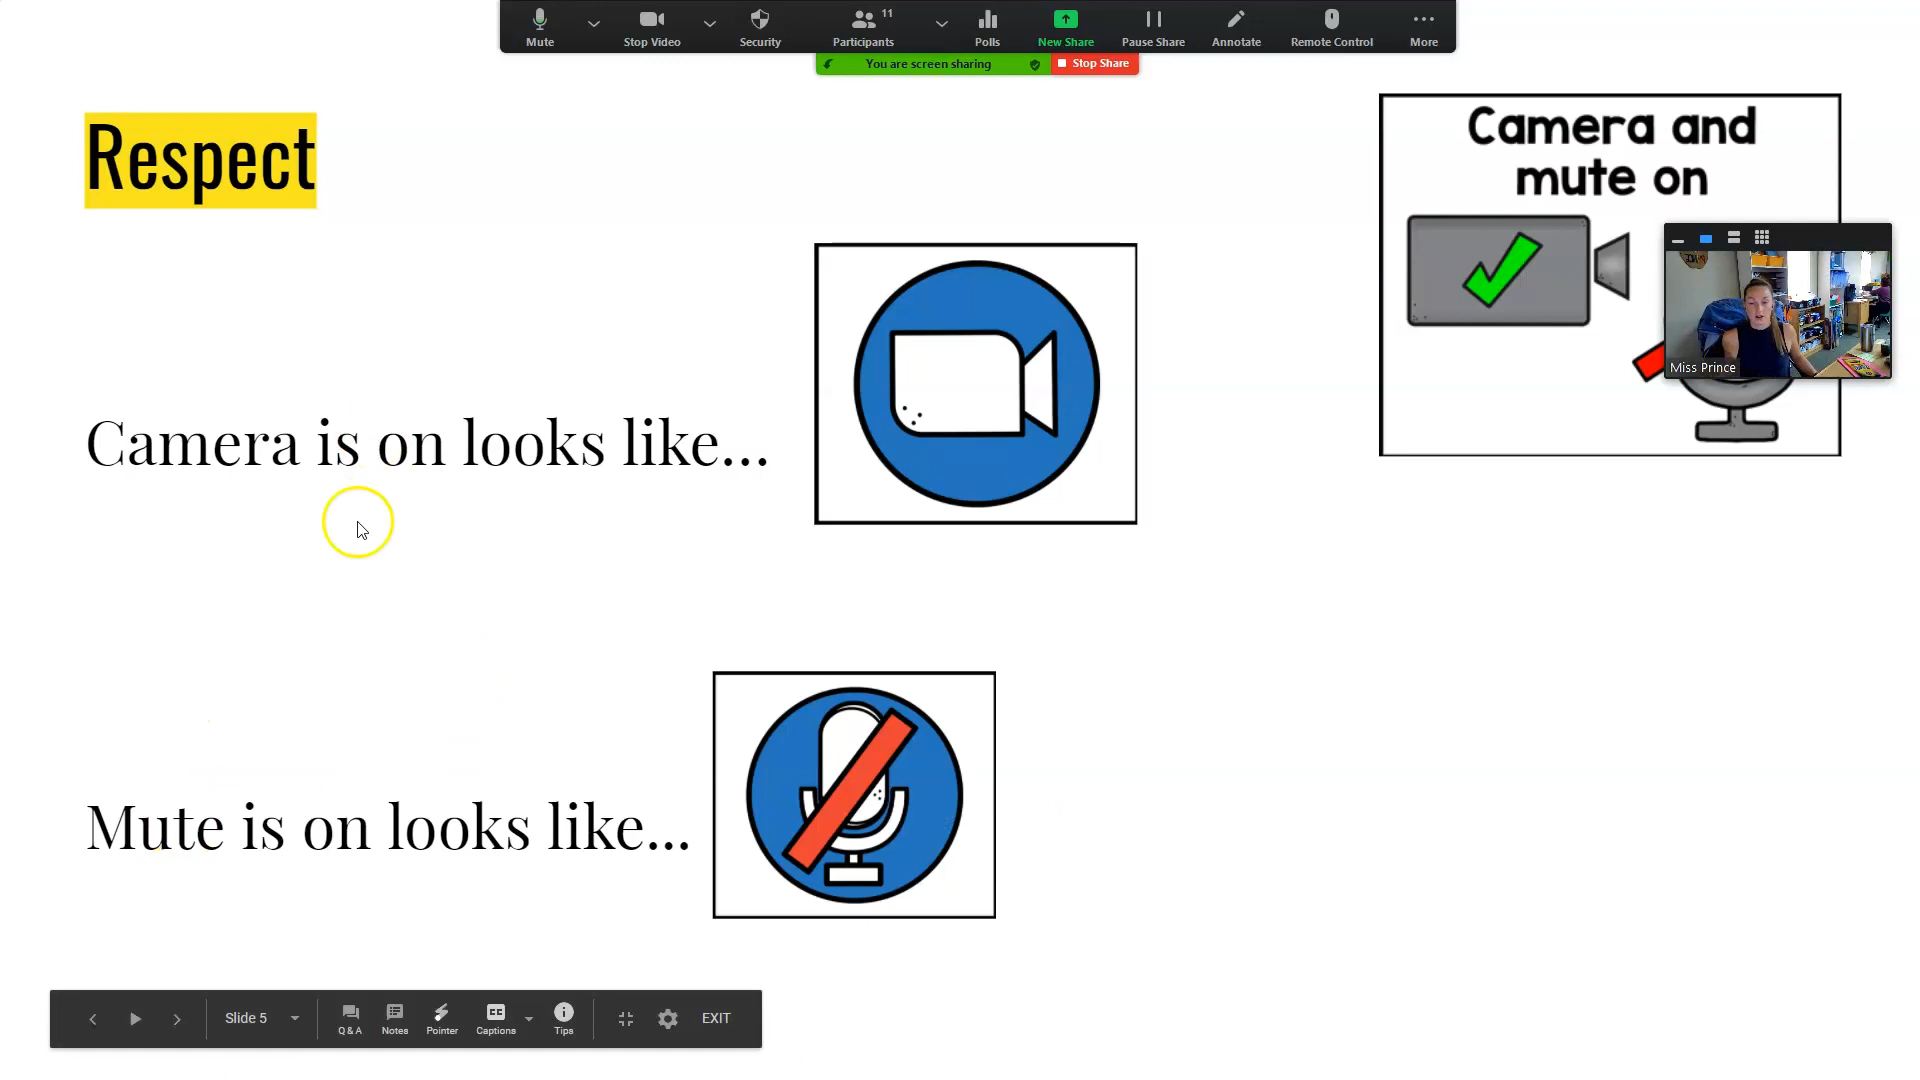 11
Mute Stop Video Security Participants Polls New Share Pause Share Annotate Remote Control More
You are screen sharing Stop Share
Respect
Camera and
mute on
Miss Prince
Camera is on looks like...
Mute is on looks like...
Slide 5 Q & A Notes Pointer CC Captions Tips EXIT